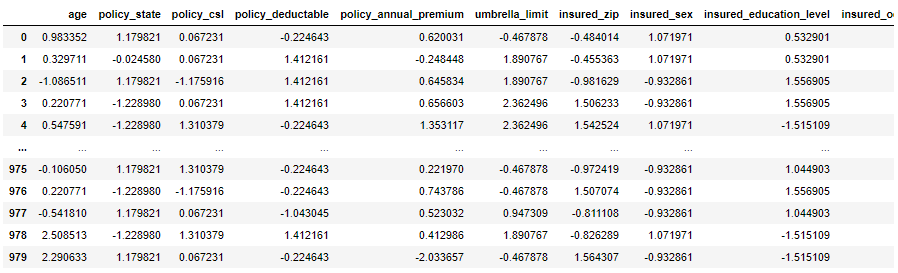 age policy_state policy_csl policy_deductable policy_annual_premium umbrella_limit insured_zip insured_sex insured_education_level insured_o
0 0.983352 1.179821 0.067231 -0.224643 0.620031 -0.467878 -0.484014 1.071971 0.532901
1 0.329711 -0.024580 0.067231 1.412161 -0.248448 1.890767 -0.455363 1.071971 0.532901
2 -1.086511 1.179821 -1.175916 1.412161 0.645834 1.890767 -0.981629 -0.932861 1.556905
3 0.220771 -1.228980 0.067231 1.412161 0.656603 2.362496 1.506233 -0.932861 1.556905
4 0.547591 -1.228980 1.310379 -0.224643 1.353117 2.362496 1.542524 1.071971 -1.515109
... ... ... ... ... ... ... ... ... ...
975 -0.106050 1.179821 1.310379 -0.224643 0.221970 -0.467878 -0.972419 -0.932861 1.044903
976 0.220771 -1.228980 -1.175916 -0.224643 0.743786 -0.467878 1.507074 -0.932861 1.556905
977 -0.541810 1.179821 0.067231 -1.043045 0.523032 0.947309 -0.811108 -0.932861 1.044903
978 2.508513 -1.228980 1.310379 1.412161 0.412986 1.890767 -0.826289 1.071971 -1.515109
979 2.290633 1.179821 0.067231 -0.224643 -2.033657 -0.467878 1.564307 -0.932861 -1.515109